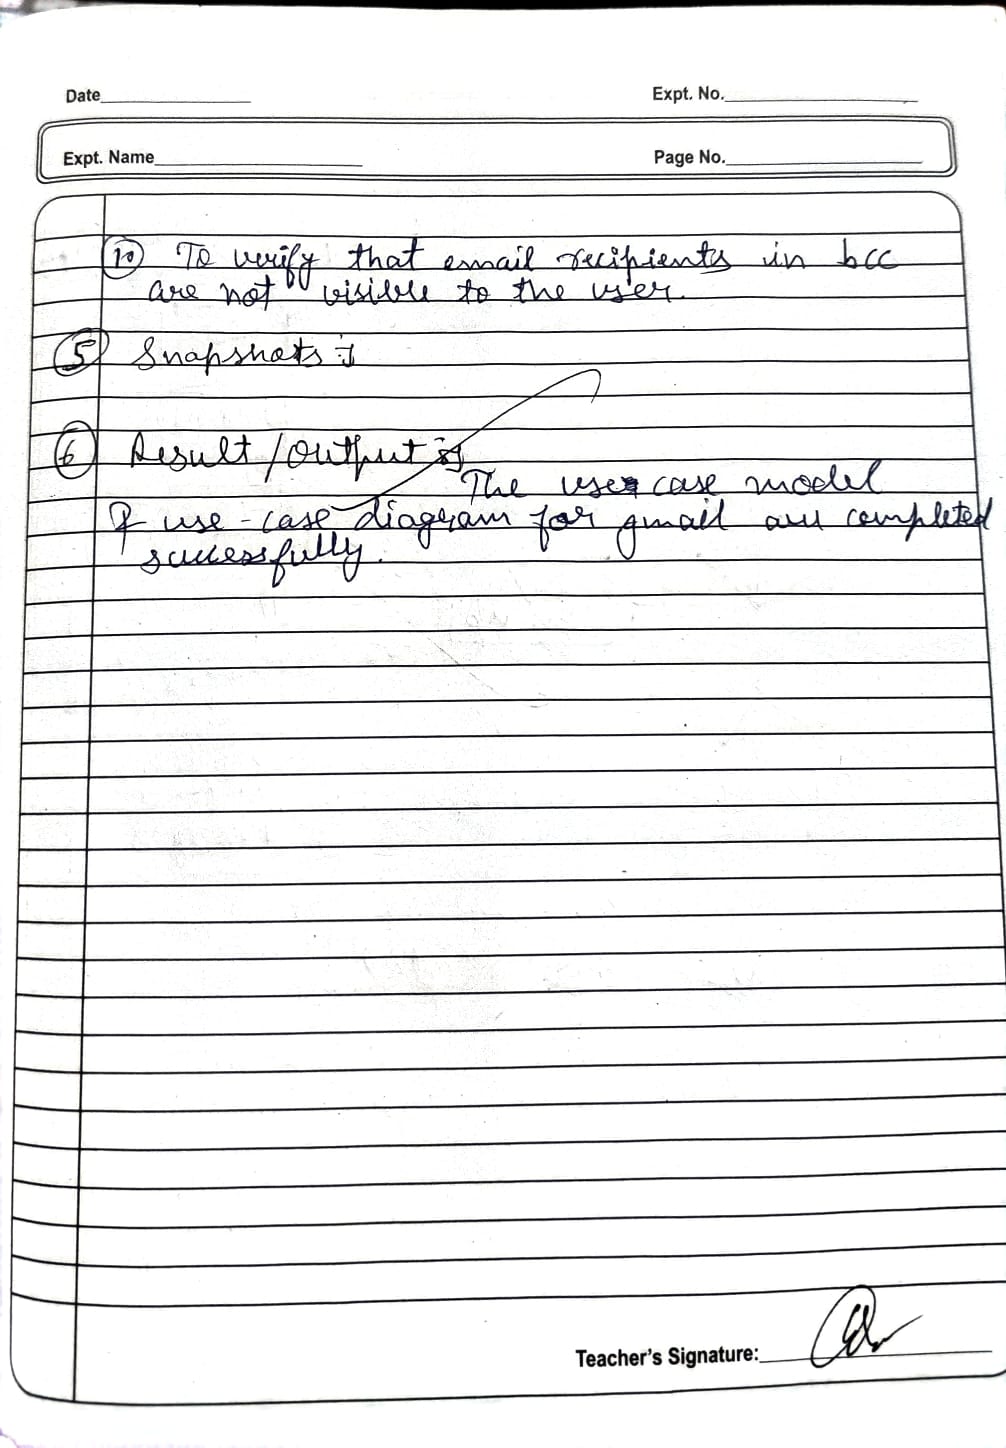 Date
Expt. No.
Expt. Name
Page No.
10 To verify that email recipients in bcc
are not visible to the user.
5 Snapshots :-
6 Result / Output :-
The use case model
& use-case diagram for gmail are completed
successfully.
Teacher's Signature: